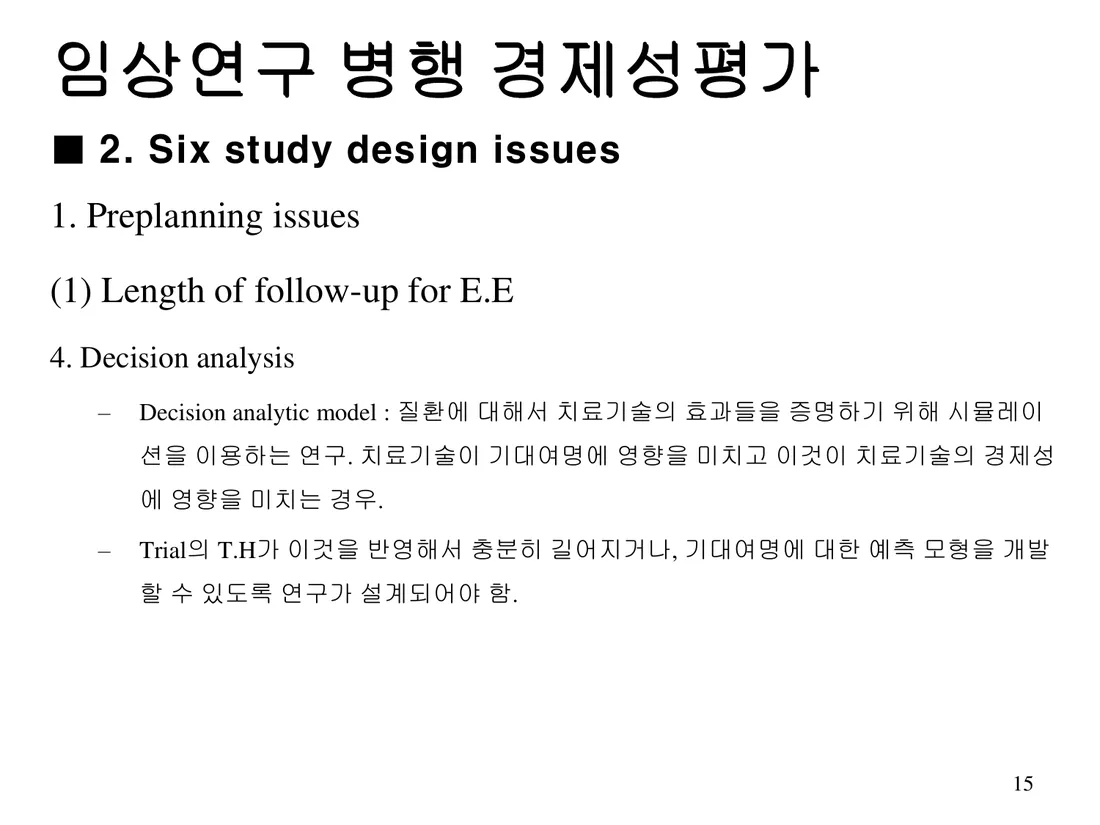 임상연구 병행 경제성평가
■ 2. Six study design issues
1. Preplanning issues
(1) Length of follow-up for E.E
4. Decision analysis
– Decision analytic model : 질환에 대해서 치료기술의 효과들을 증명하기 위해 시뮬레이
션을 이용하는 연구. 치료기술이 기대여명에 영향을 미치고 이것이 치료기술의 경제성
에 영향을 미치는 경우.
– Trial의 T.H가 이것을 반영해서 충분히 길어지거나, 기대여명에 대한 예측 모형을 개발
할 수 있도록 연구가 설계되어야 함.
15